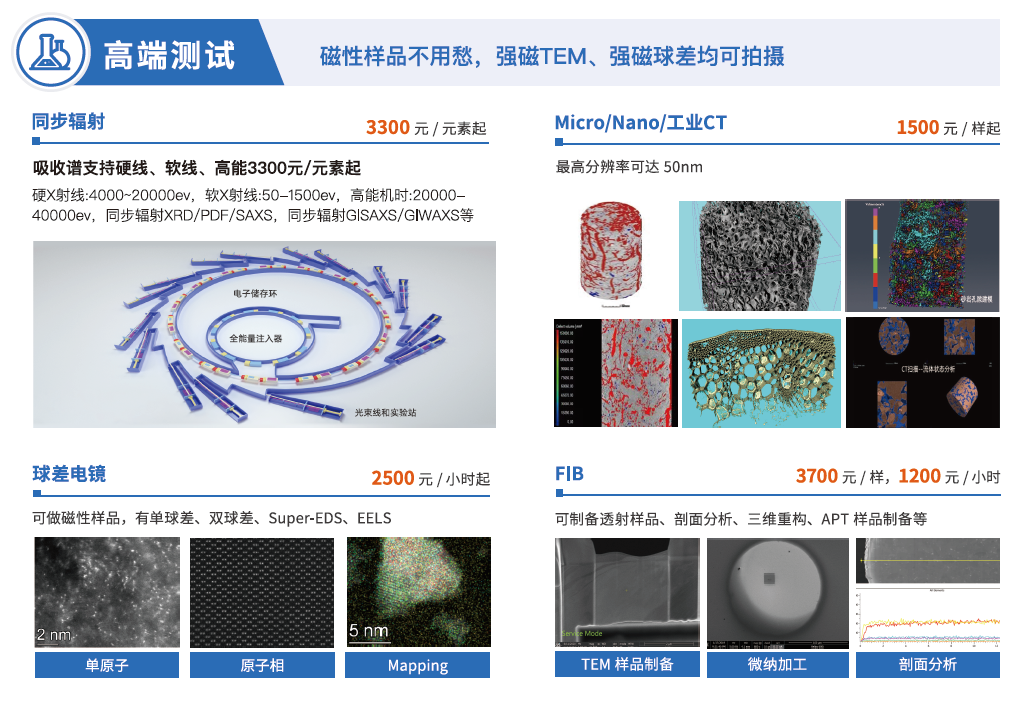 高端测试
磁性样品不用愁，强磁TEM、强磁球差均可拍摄
同步辐射
3300 元 / 元素起
吸收谱支持硬线、软线、高能3300元/元素起
硬X射线:4000~20000ev，软X射线:50-1500ev，高能机时:20000-
40000ev，同步辐射XRD/PDF/SAXS，同步辐射GISAXS/GIWAXS等
电子储存环
全能量注入器
光束线和实验站
Micro/Nano/工业CT
1500 元 / 样起
最高分辨率可达 50nm
CT扫描--流体状态分析
球差电镜
2500 元 / 小时起
可做磁性样品，有单球差、双球差、Super-EDS、EELS
2 nm
5 nm
单原子
原子相
Mapping
FIB
3700 元 / 样，1200 元 / 小时
可制备透射样品、剖面分析、三维重构、APT 样品制备等
Service Mode
TEM 样品制备
微纳加工
剖面分析